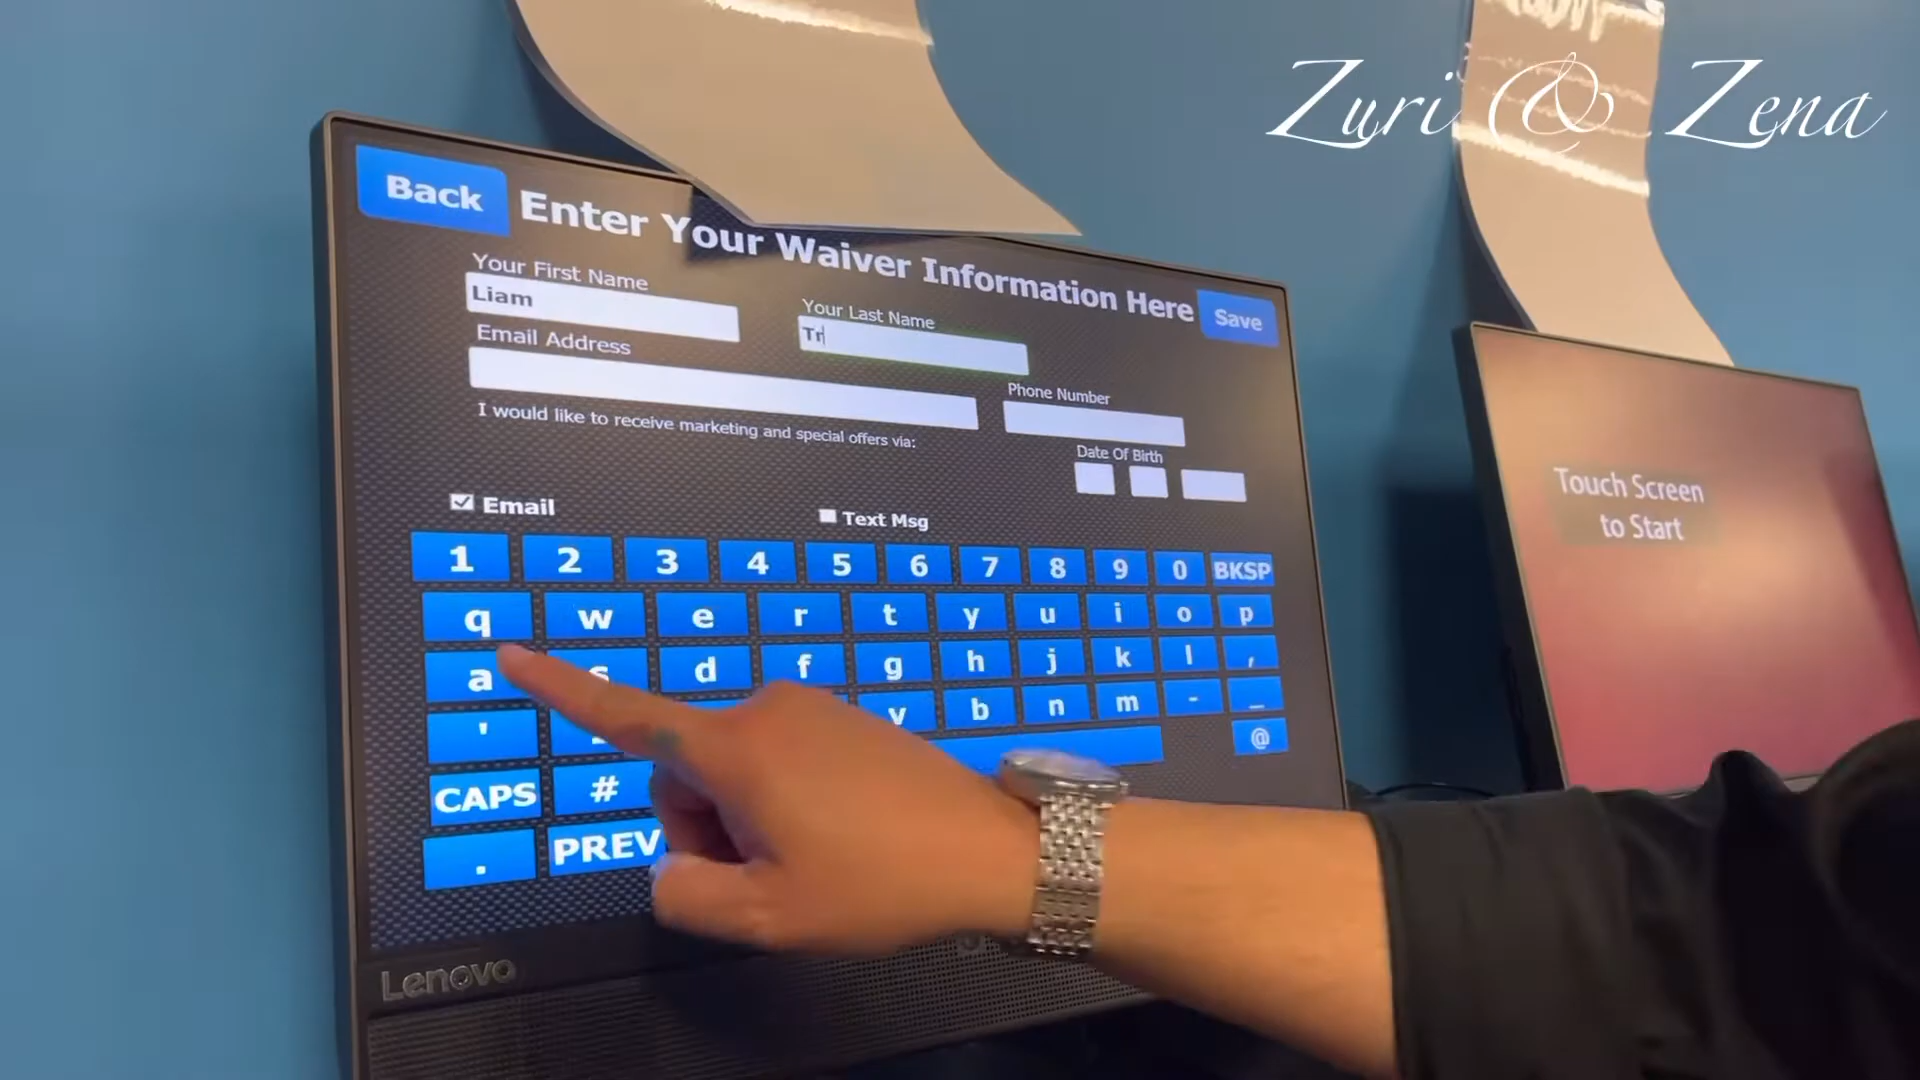 Zuri & Zena
Back
Enter Your Waiver Information Here
Save
Your First Name
Liam
Your Last Name
Tr
Email Address
Phone Number
I would like to receive marketing and special offers via:
Date Of Birth
Email
Text Msg
1 2 3 4 5 6 7 8 9 0 BKSP
q w e r t y u i o p
a s d f g h j k l ,
' v b n m - _
CAPS # @
. PREV
Lenovo
Touch Screen
to Start